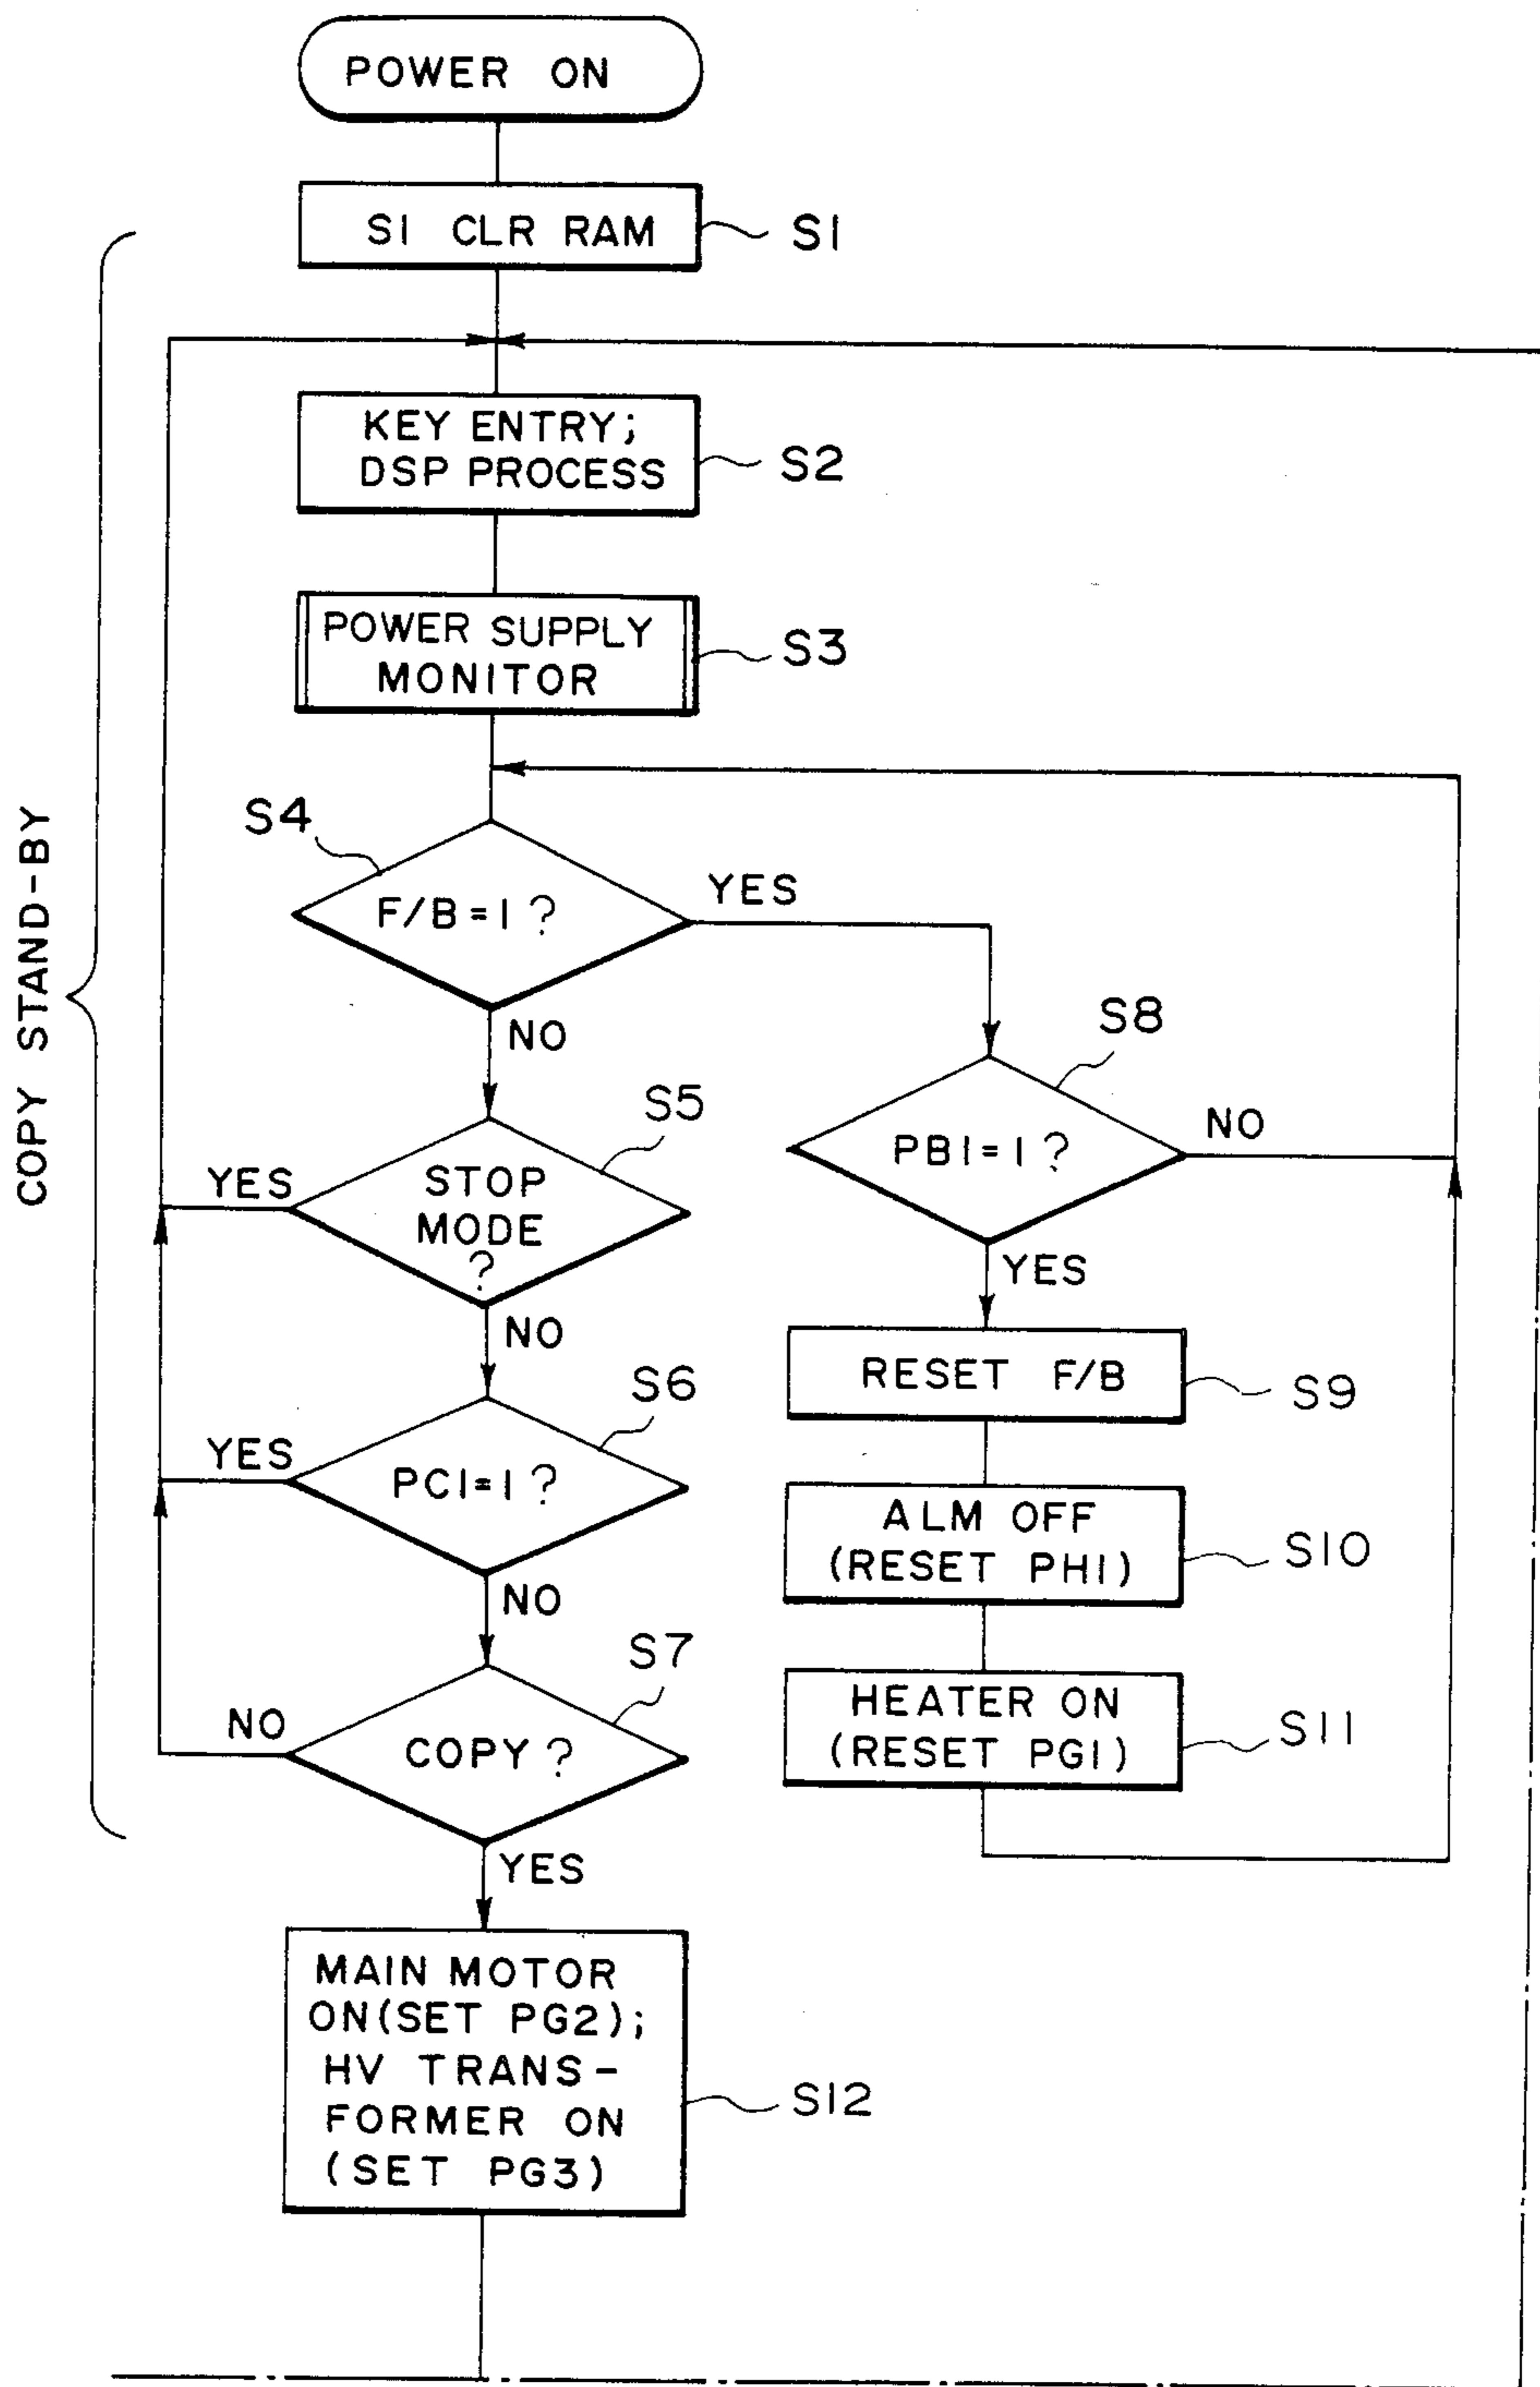 POWER ON
S1 CLR RAM
S1
KEY ENTRY;
DSP PROCESS
S2
POWER SUPPLY
MONITOR
S3
COPY STAND-BY
S4
F/B=1?
YES
NO
S5
STOP
MODE
?
YES
NO
S6
PC1=1?
YES
NO
S7
COPY?
NO
YES
S8
PB1=1?
NO
YES
RESET F/B
S9
ALM OFF
(RESET PH1)
S10
HEATER ON
(RESET PG1)
S11
MAIN MOTOR
ON(SET PG2);
HV TRANS-
FORMER ON
(SET PG3)
S12